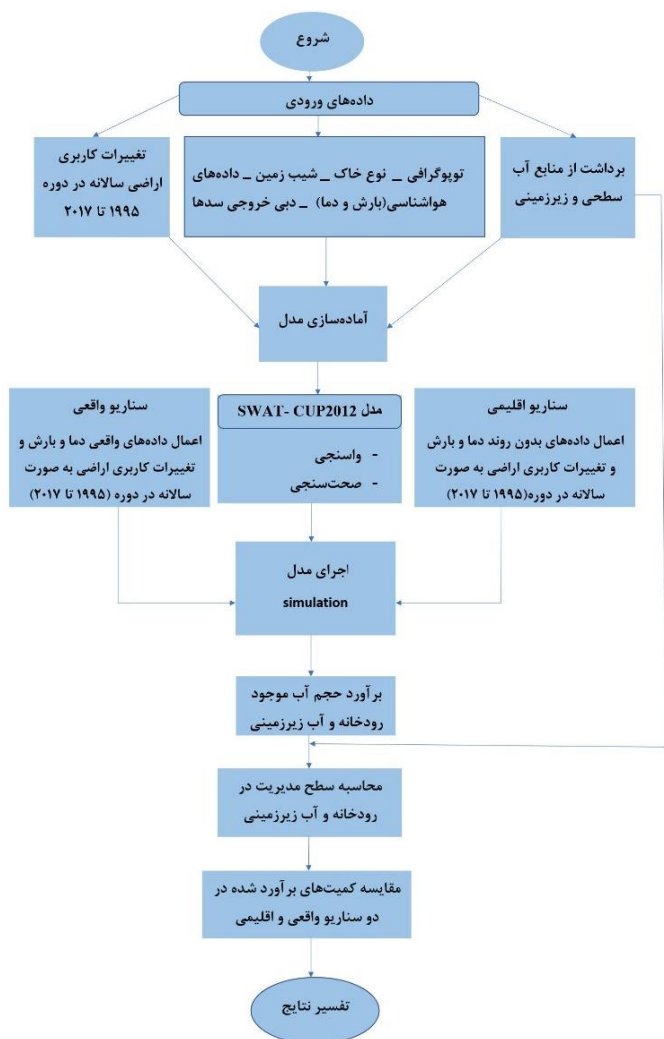 شروع
داده‌های ورودی
برداشت از منابع آب
سطحی و زیرزمینی
توپوگرافی _ نوع خاک _ شیب زمین _ داده‌های
هواشناسی(بارش و دما) _ دبی خروجی سدها
تغییرات کاربری
اراضی سالانه در دوره
۱۹۹۵ تا ۲۰۱۷
آماده‌سازی مدل
سناریو اقلیمی
اعمال داده‌های بدون روند دما و بارش
و تغییرات کاربری اراضی به صورت
سالانه در دوره(۱۹۹۵ تا ۲۰۱۷)
مدل SWAT- CUP2012
- واسنجی
- صحت‌سنجی
سناریو واقعی
اعمال داده‌های واقعی دما و بارش و
تغییرات کاربری اراضی به صورت
سالانه در دوره (۱۹۹۵ تا ۲۰۱۷)
اجرای مدل
simulation
برآورد حجم آب موجود
رودخانه و آب زیرزمینی
محاسبه سطح مدیریت در
رودخانه و آب زیرزمینی
مقایسه کمیت‌های برآورد شده در
دو سناریو واقعی و اقلیمی
تفسیر نتایج